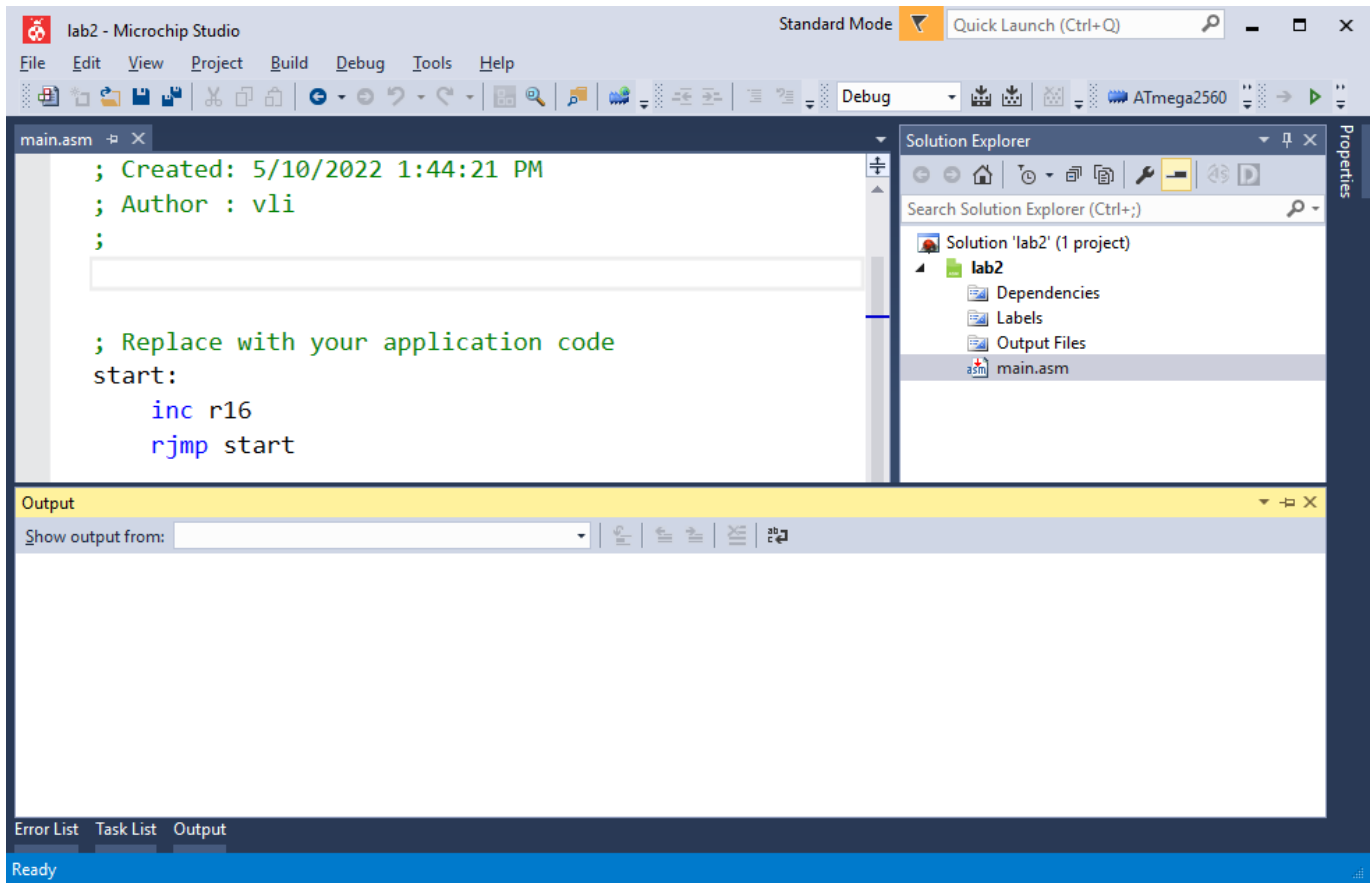 lab2 - Microchip Studio
Standard Mode
Quick Launch (Ctrl+Q)
File Edit View Project Build Debug Tools Help
Debug
ATmega2560
main.asm
; Created: 5/10/2022 1:44:21 PM
; Author : vli
;
; Replace with your application code
start:
inc r16
rjmp start
Solution Explorer
Search Solution Explorer (Ctrl+;)
Solution 'lab2' (1 project)
lab2
Dependencies
Labels
Output Files
asm main.asm
Properties
Output
Show output from:
Error List Task List Output
Ready